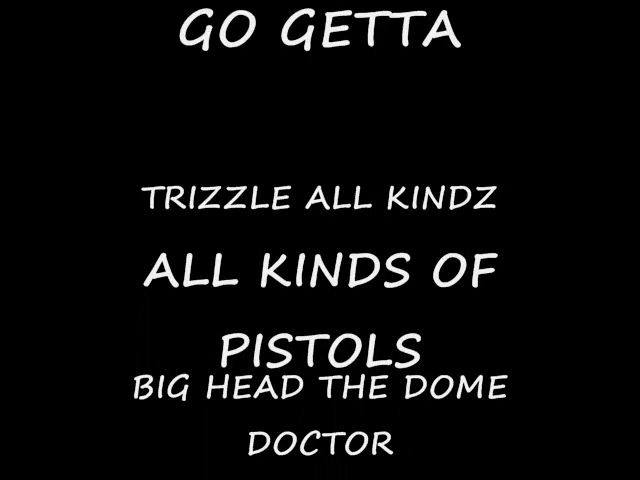 GO GETTA
TRIZZLE ALL KINDZ
ALL KINDS OF
PISTOLS
BIG HEAD THE DOME
DOCTOR